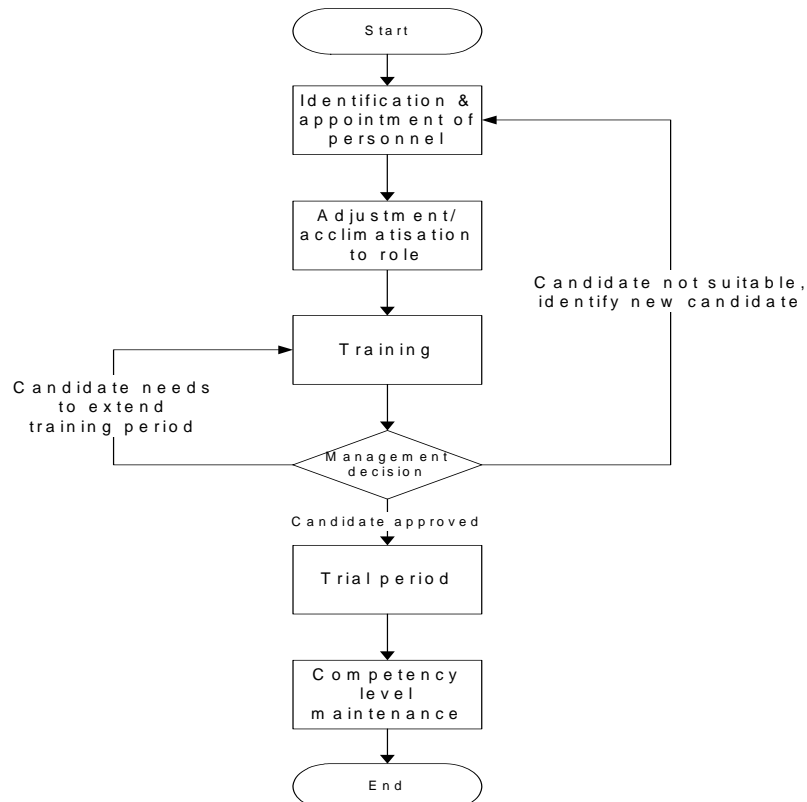 Start
Identification &
appointment of
personnel
Adjustment/
acclimatisation
to role
Candidate not suitable,
identify new candidate
Training
Candidate needs
to extend
training period
Management
decision
Candidate approved
Trial period
Competency
level
maintenance
End